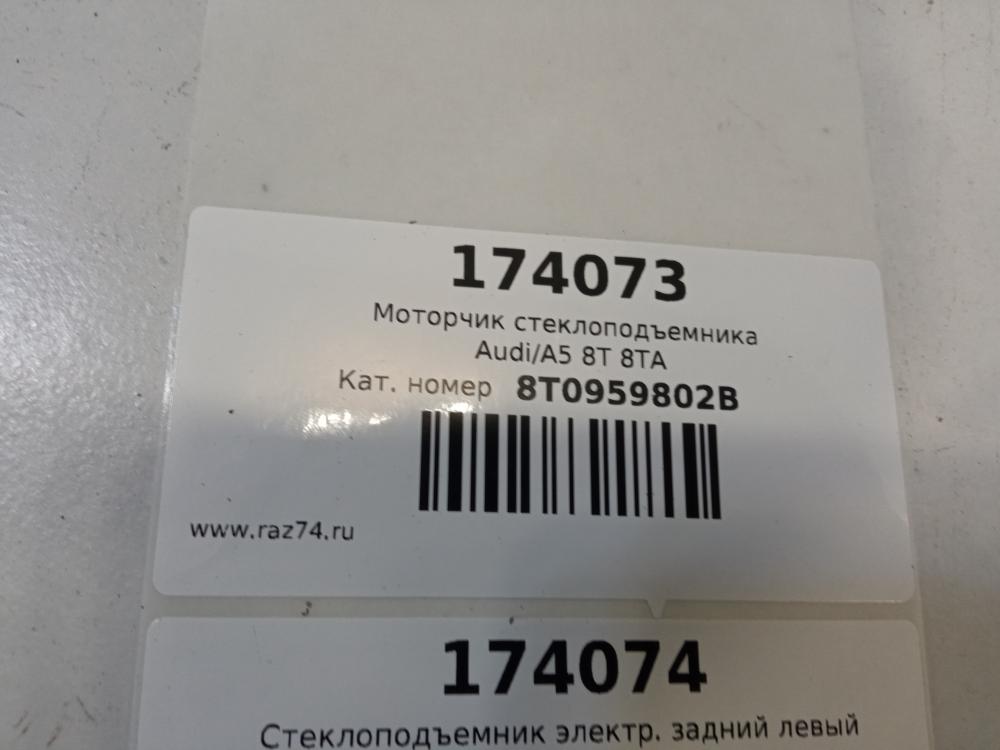 174073
Моторчик стеклоподъемника
Audi/A5 8T 8TA
Кат. номер 8T0959802B
www.raz74.ru
174074
Стеклоподъемник электр. задний левый